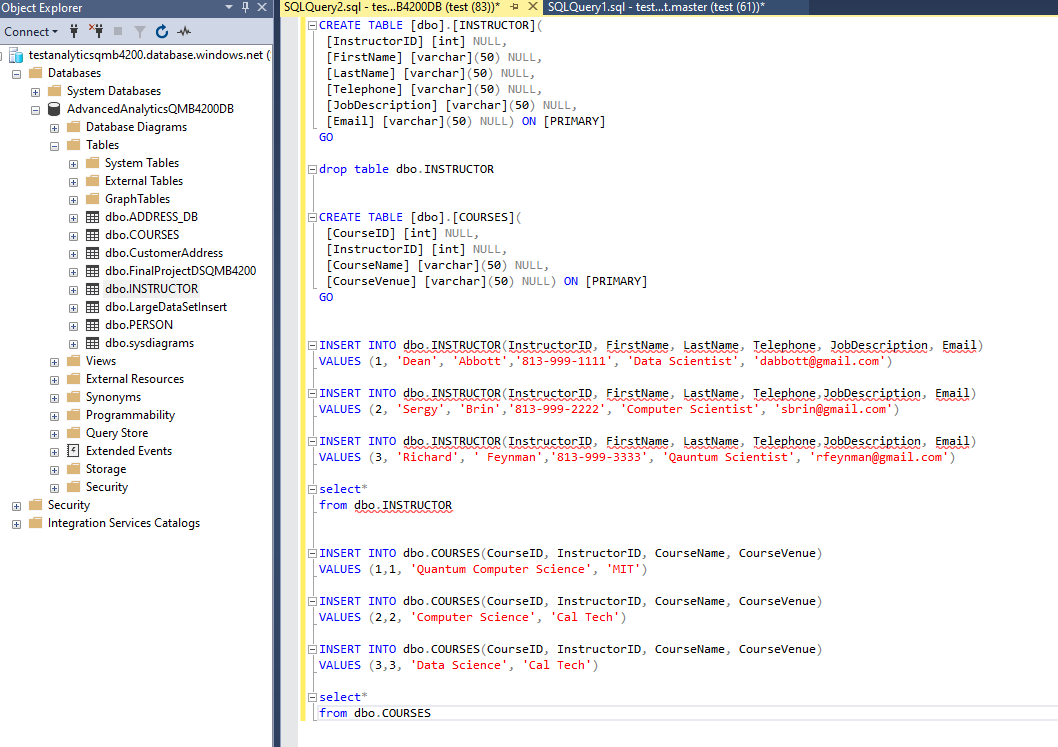 Object Explorer
Connect
testanalyticsqmb4200.database.windows.net (
Databases
System Databases
AdvancedAnalyticsQMB4200DB
Database Diagrams
Tables
System Tables
External Tables
GraphTables
dbo.ADDRESS_DB
dbo.COURSES
dbo.CustomerAddress
dbo.FinalProjectDSQMB4200
dbo.INSTRUCTOR
dbo.LargeDataSetInsert
dbo.PERSON
dbo.sysdiagrams
Views
External Resources
Synonyms
Programmability
Query Store
Extended Events
Storage
Security
Security
Integration Services Catalogs
SQLQuery2.sql - tes...B4200DB (test (83))*
SQLQuery1.sql - test...t.master (test (61))*
CREATE TABLE [dbo].[INSTRUCTOR](
[InstructorID] [int] NULL,
[FirstName] [varchar](50) NULL,
[LastName] [varchar](50) NULL,
[Telephone] [varchar](50) NULL,
[JobDescription] [varchar](50) NULL,
[Email] [varchar](50) NULL) ON [PRIMARY]
GO
drop table dbo.INSTRUCTOR
CREATE TABLE [dbo].[COURSES](
[CourseID] [int] NULL,
[InstructorID] [int] NULL,
[CourseName] [varchar](50) NULL,
[CourseVenue] [varchar](50) NULL) ON [PRIMARY]
GO
INSERT INTO dbo.INSTRUCTOR(InstructorID, FirstName, LastName, Telephone, JobDescription, Email)
VALUES (1, 'Dean', 'Abbott','813-999-1111', 'Data Scientist', 'dabbott@gmail.com')
INSERT INTO dbo.INSTRUCTOR(InstructorID, FirstName, LastName, Telephone,JobDescription, Email)
VALUES (2, 'Sergy', 'Brin','813-999-2222', 'Computer Scientist', 'sbrin@gmail.com')
INSERT INTO dbo.INSTRUCTOR(InstructorID, FirstName, LastName, Telephone,JobDescription, Email)
VALUES (3, 'Richard', ' Feynman','813-999-3333', 'Qauntum Scientist', 'rfeynman@gmail.com')
select*
from dbo.INSTRUCTOR
INSERT INTO dbo.COURSES(CourseID, InstructorID, CourseName, CourseVenue)
VALUES (1,1, 'Quantum Computer Science', 'MIT')
INSERT INTO dbo.COURSES(CourseID, InstructorID, CourseName, CourseVenue)
VALUES (2,2, 'Computer Science', 'Cal Tech')
INSERT INTO dbo.COURSES(CourseID, InstructorID, CourseName, CourseVenue)
VALUES (3,3, 'Data Science', 'Cal Tech')
select*
from dbo.COURSES